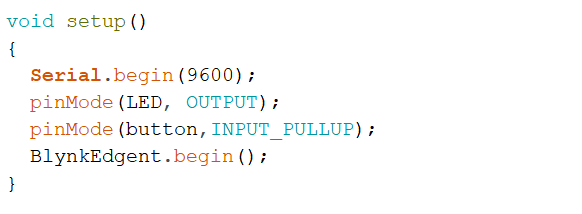 void setup()
{
  Serial.begin(9600);
  pinMode(LED, OUTPUT);
  pinMode(button,INPUT_PULLUP);
  BlynkEdgent.begin();
}